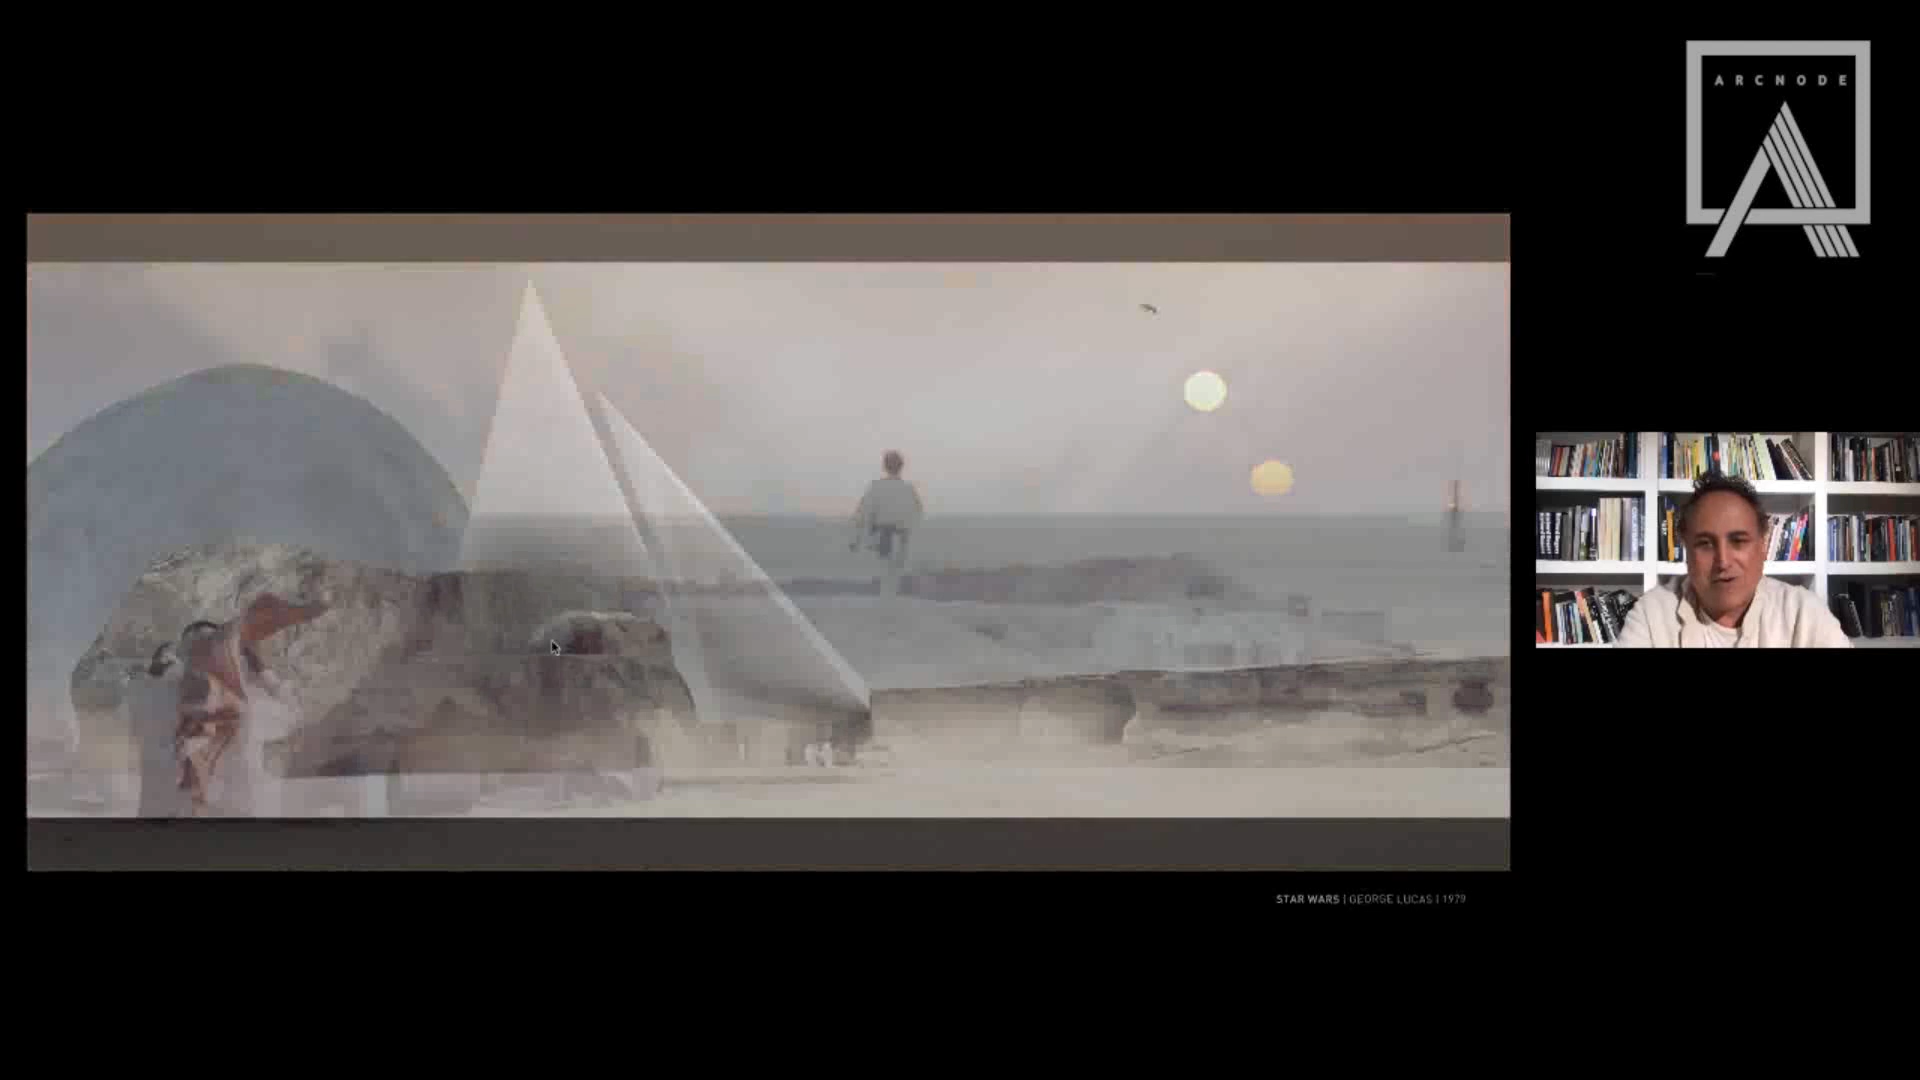 ARCNODE
STAR WARS | GEORGE LUCAS | 1979